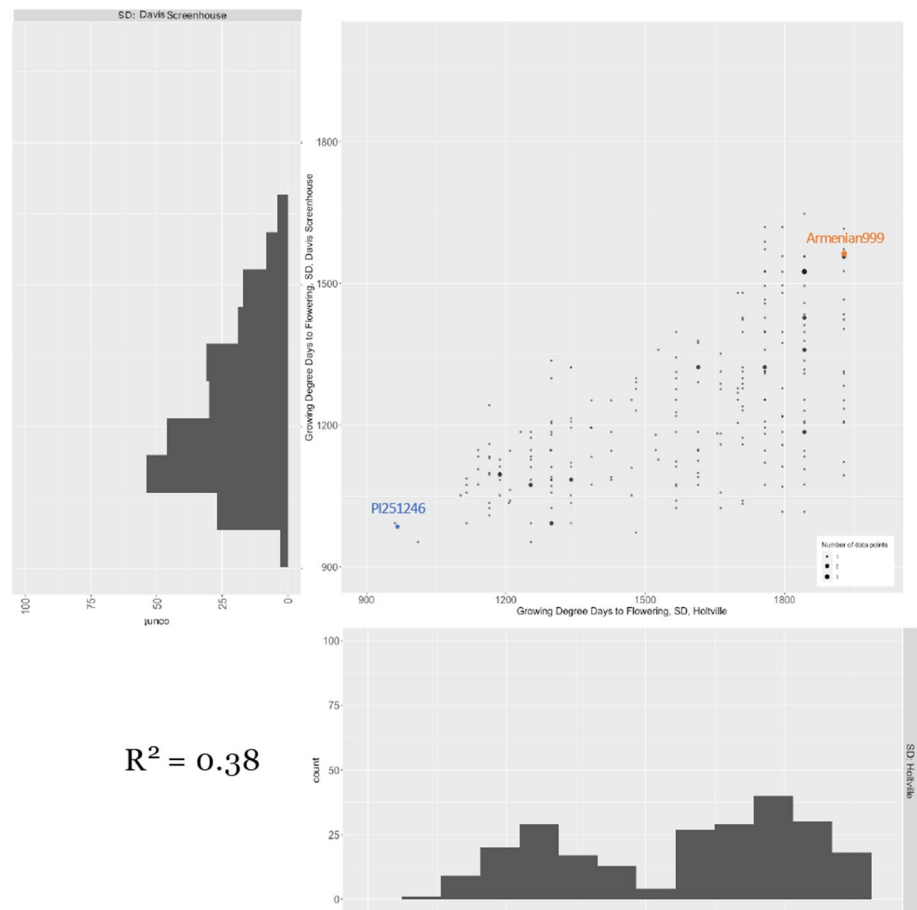 SD: Davis Screenhouse
Growing Degree Days to Flowering, SD, Davis Screenhouse
1800
1500
1200
900
100
75
50
25
0
count
Armenian999
PI251246
Number of data points
1
2
3
900
1200
1500
1800
Growing Degree Days to Flowering, SD, Holtville
R² = 0.38
100
75
50
25
0
count
SD: Holtville